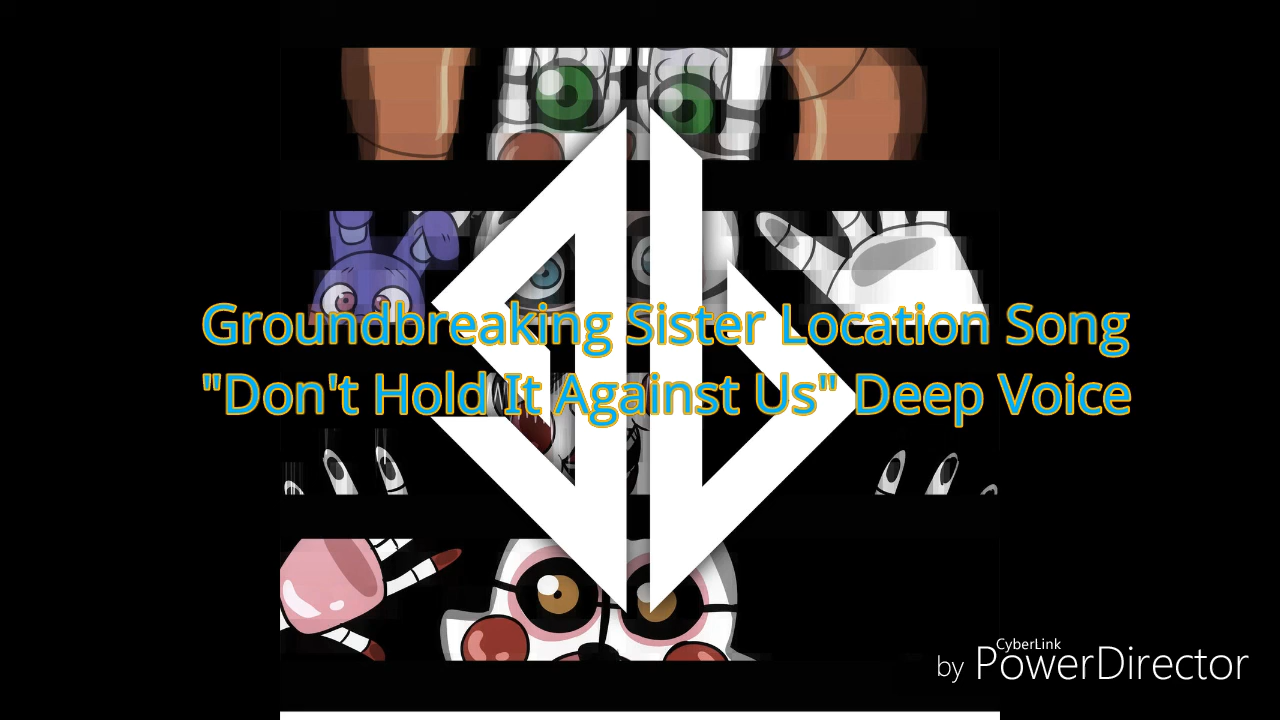 Groundbreaking Sister Location Song
"Don't Hold It Against Us" Deep Voice
CyberLink
by PowerDirector